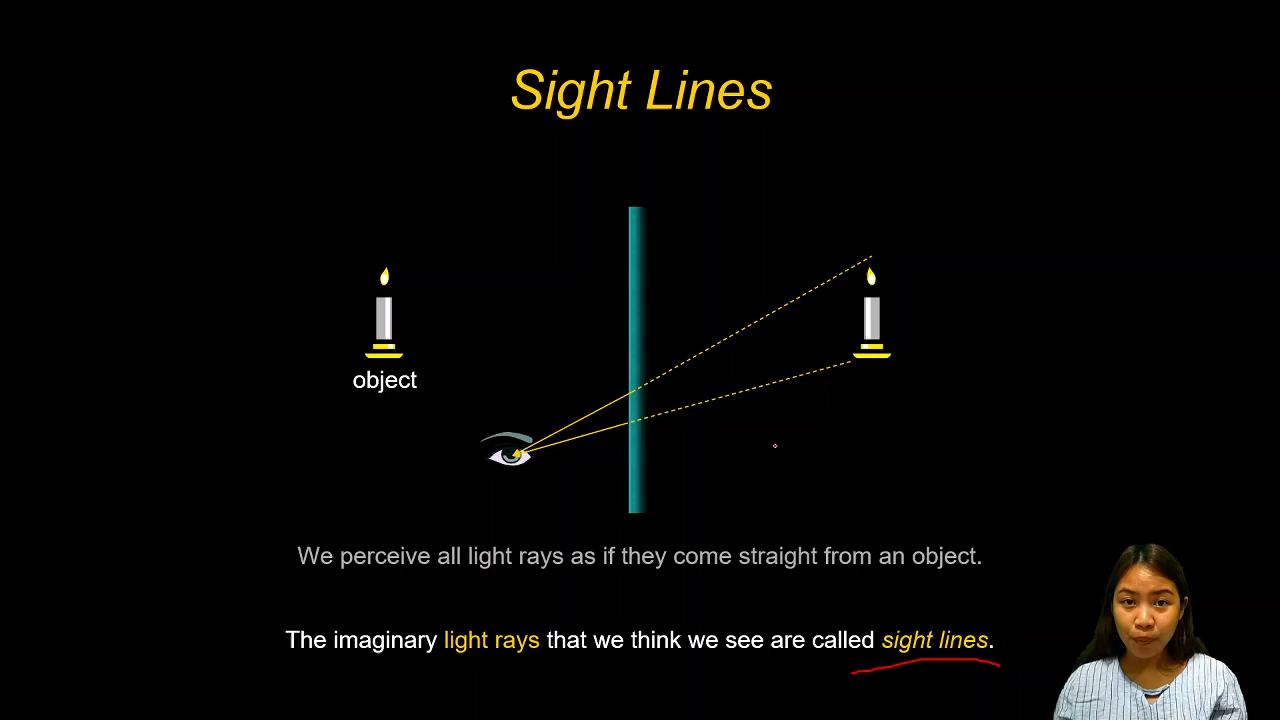 Sight Lines
object
We perceive all light rays as if they come straight from an object.
The imaginary light rays that we think we see are called sight lines.